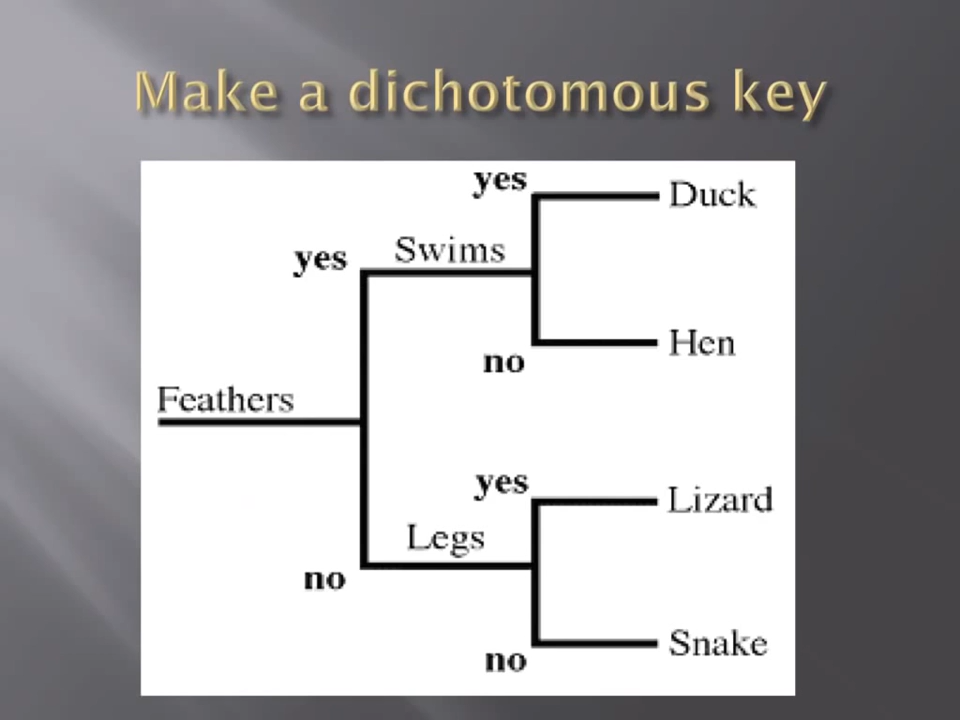 Make a dichotomous key
yes
Duck
yes
Swims
no
Hen
Feathers
yes
Lizard
Legs
no
no
Snake